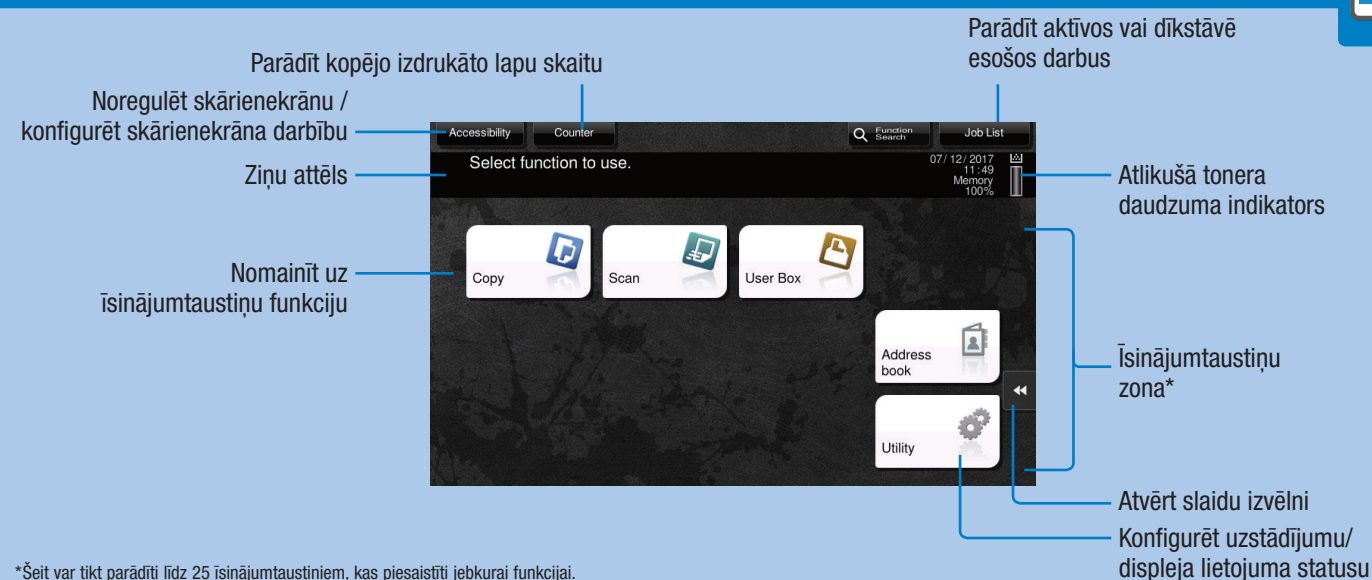 Parādīt aktīvos vai dīkstāvē
esošos darbus
Parādīt kopējo izdrukāto lapu skaitu
Noregulēt skārienekrānu /
konfigurēt skārienekrāna darbību
Ziņu attēls
Nomainīt uz
īsinājumtaustiņu funkciju
Accessibility
Counter
Function
Search
Job List
Select function to use.
07/12/2017
11:49
Memory
100%
Copy
Scan
User Box
Address
book
Utility
Atlikušā tonera
daudzuma indikators
Īsinājumtaustiņu
zona*
Atvērt slaidu izvēlni
Konfigurēt uzstādījumu/
displeja lietojuma statusu
*Šeit var tikt parādīti līdz 25 īsinājumtaustiņiem, kas piesaistīti jebkurai funkcijai.